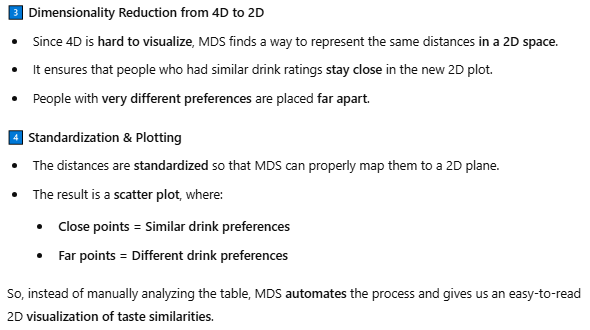 3 Dimensionality Reduction from 4D to 2D
• Since 4D is hard to visualize, MDS finds a way to represent the same distances in a 2D space.
• It ensures that people who had similar drink ratings stay close in the new 2D plot.
• People with very different preferences are placed far apart.
4 Standardization & Plotting
• The distances are standardized so that MDS can properly map them to a 2D plane.
• The result is a scatter plot, where:
• Close points = Similar drink preferences
• Far points = Different drink preferences
So, instead of manually analyzing the table, MDS automates the process and gives us an easy-to-read
2D visualization of taste similarities.